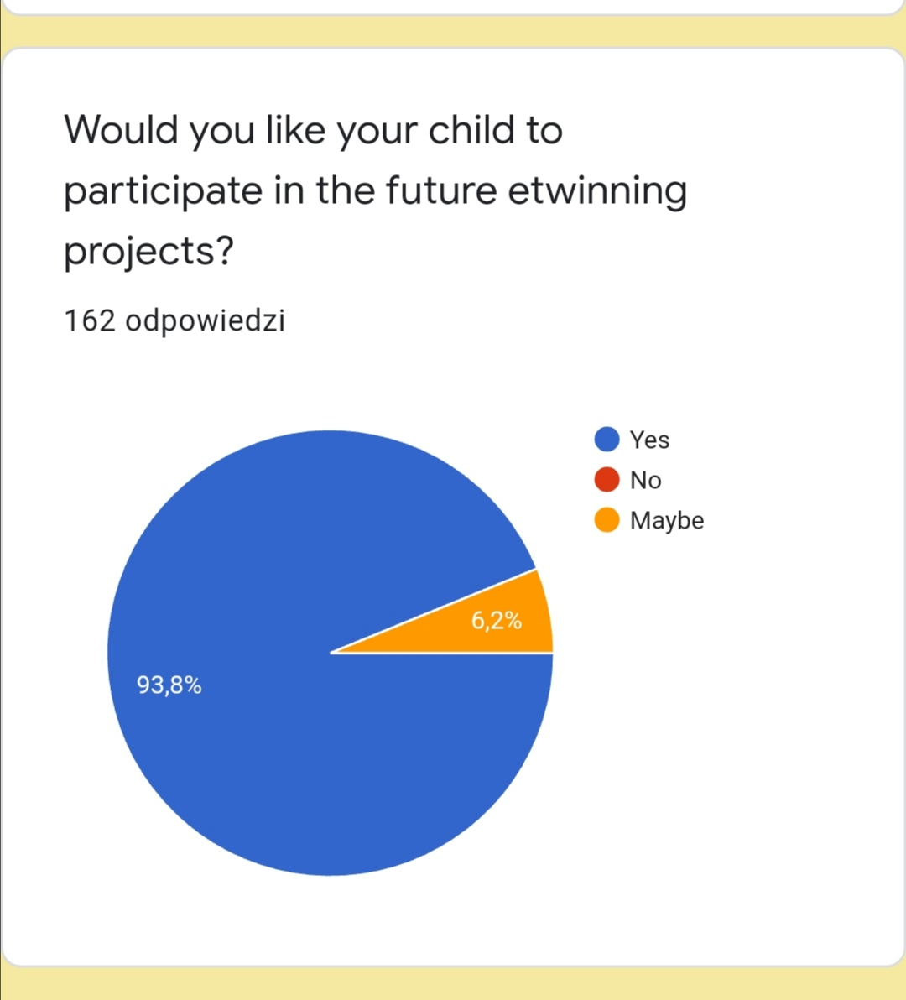 Would you like your child to
participate in the future etwinning
projects?
162 odpowiedzi
Yes
No
Maybe
6,2%
93,8%